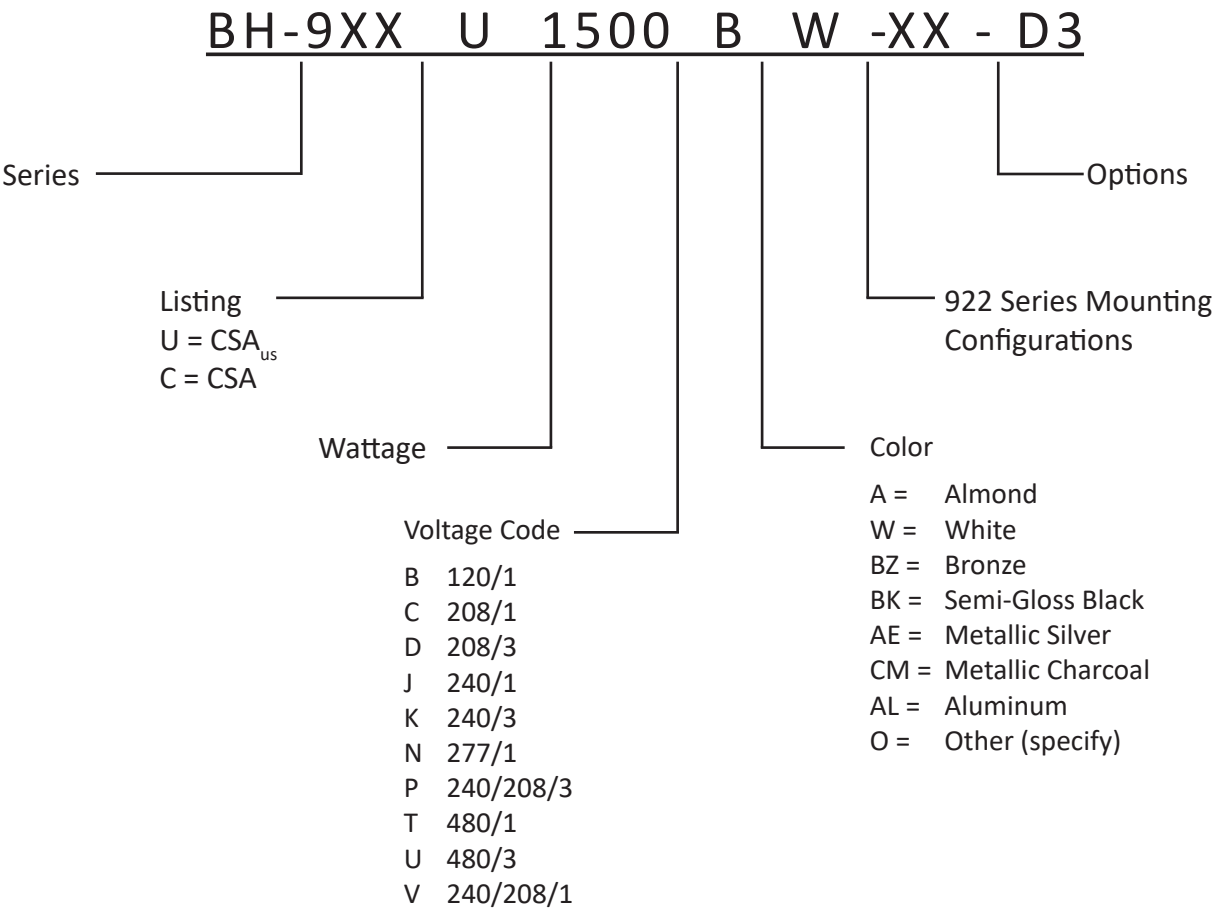 BH-9XX U 1500 B W -XX - D3
Series
Options
Listing
U = CSAus
C = CSA
922 Series Mounting
Configurations
Wattage
Color
A = Almond
W = White
BZ = Bronze
BK = Semi-Gloss Black
AE = Metallic Silver
CM = Metallic Charcoal
AL = Aluminum
O = Other (specify)
Voltage Code
B 120/1
C 208/1
D 208/3
J 240/1
K 240/3
N 277/1
P 240/208/3
T 480/1
U 480/3
V 240/208/1